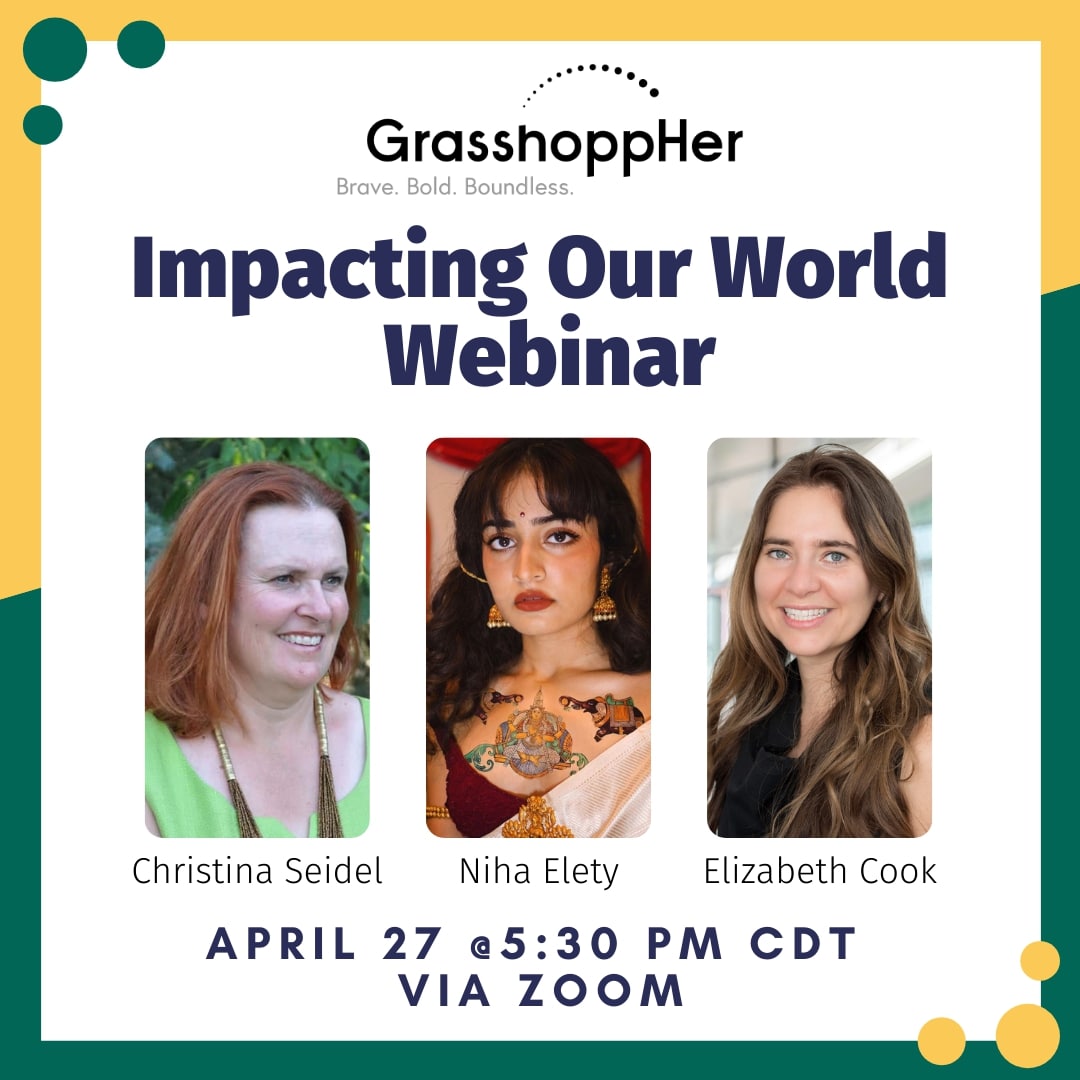 GrasshoppHer
Brave. Bold. Boundless.
Impacting Our World
Webinar
Christina Seidel
Niha Elety
Elizabeth Cook
APRIL 27 @5:30 PM CDT
VIA ZOOM